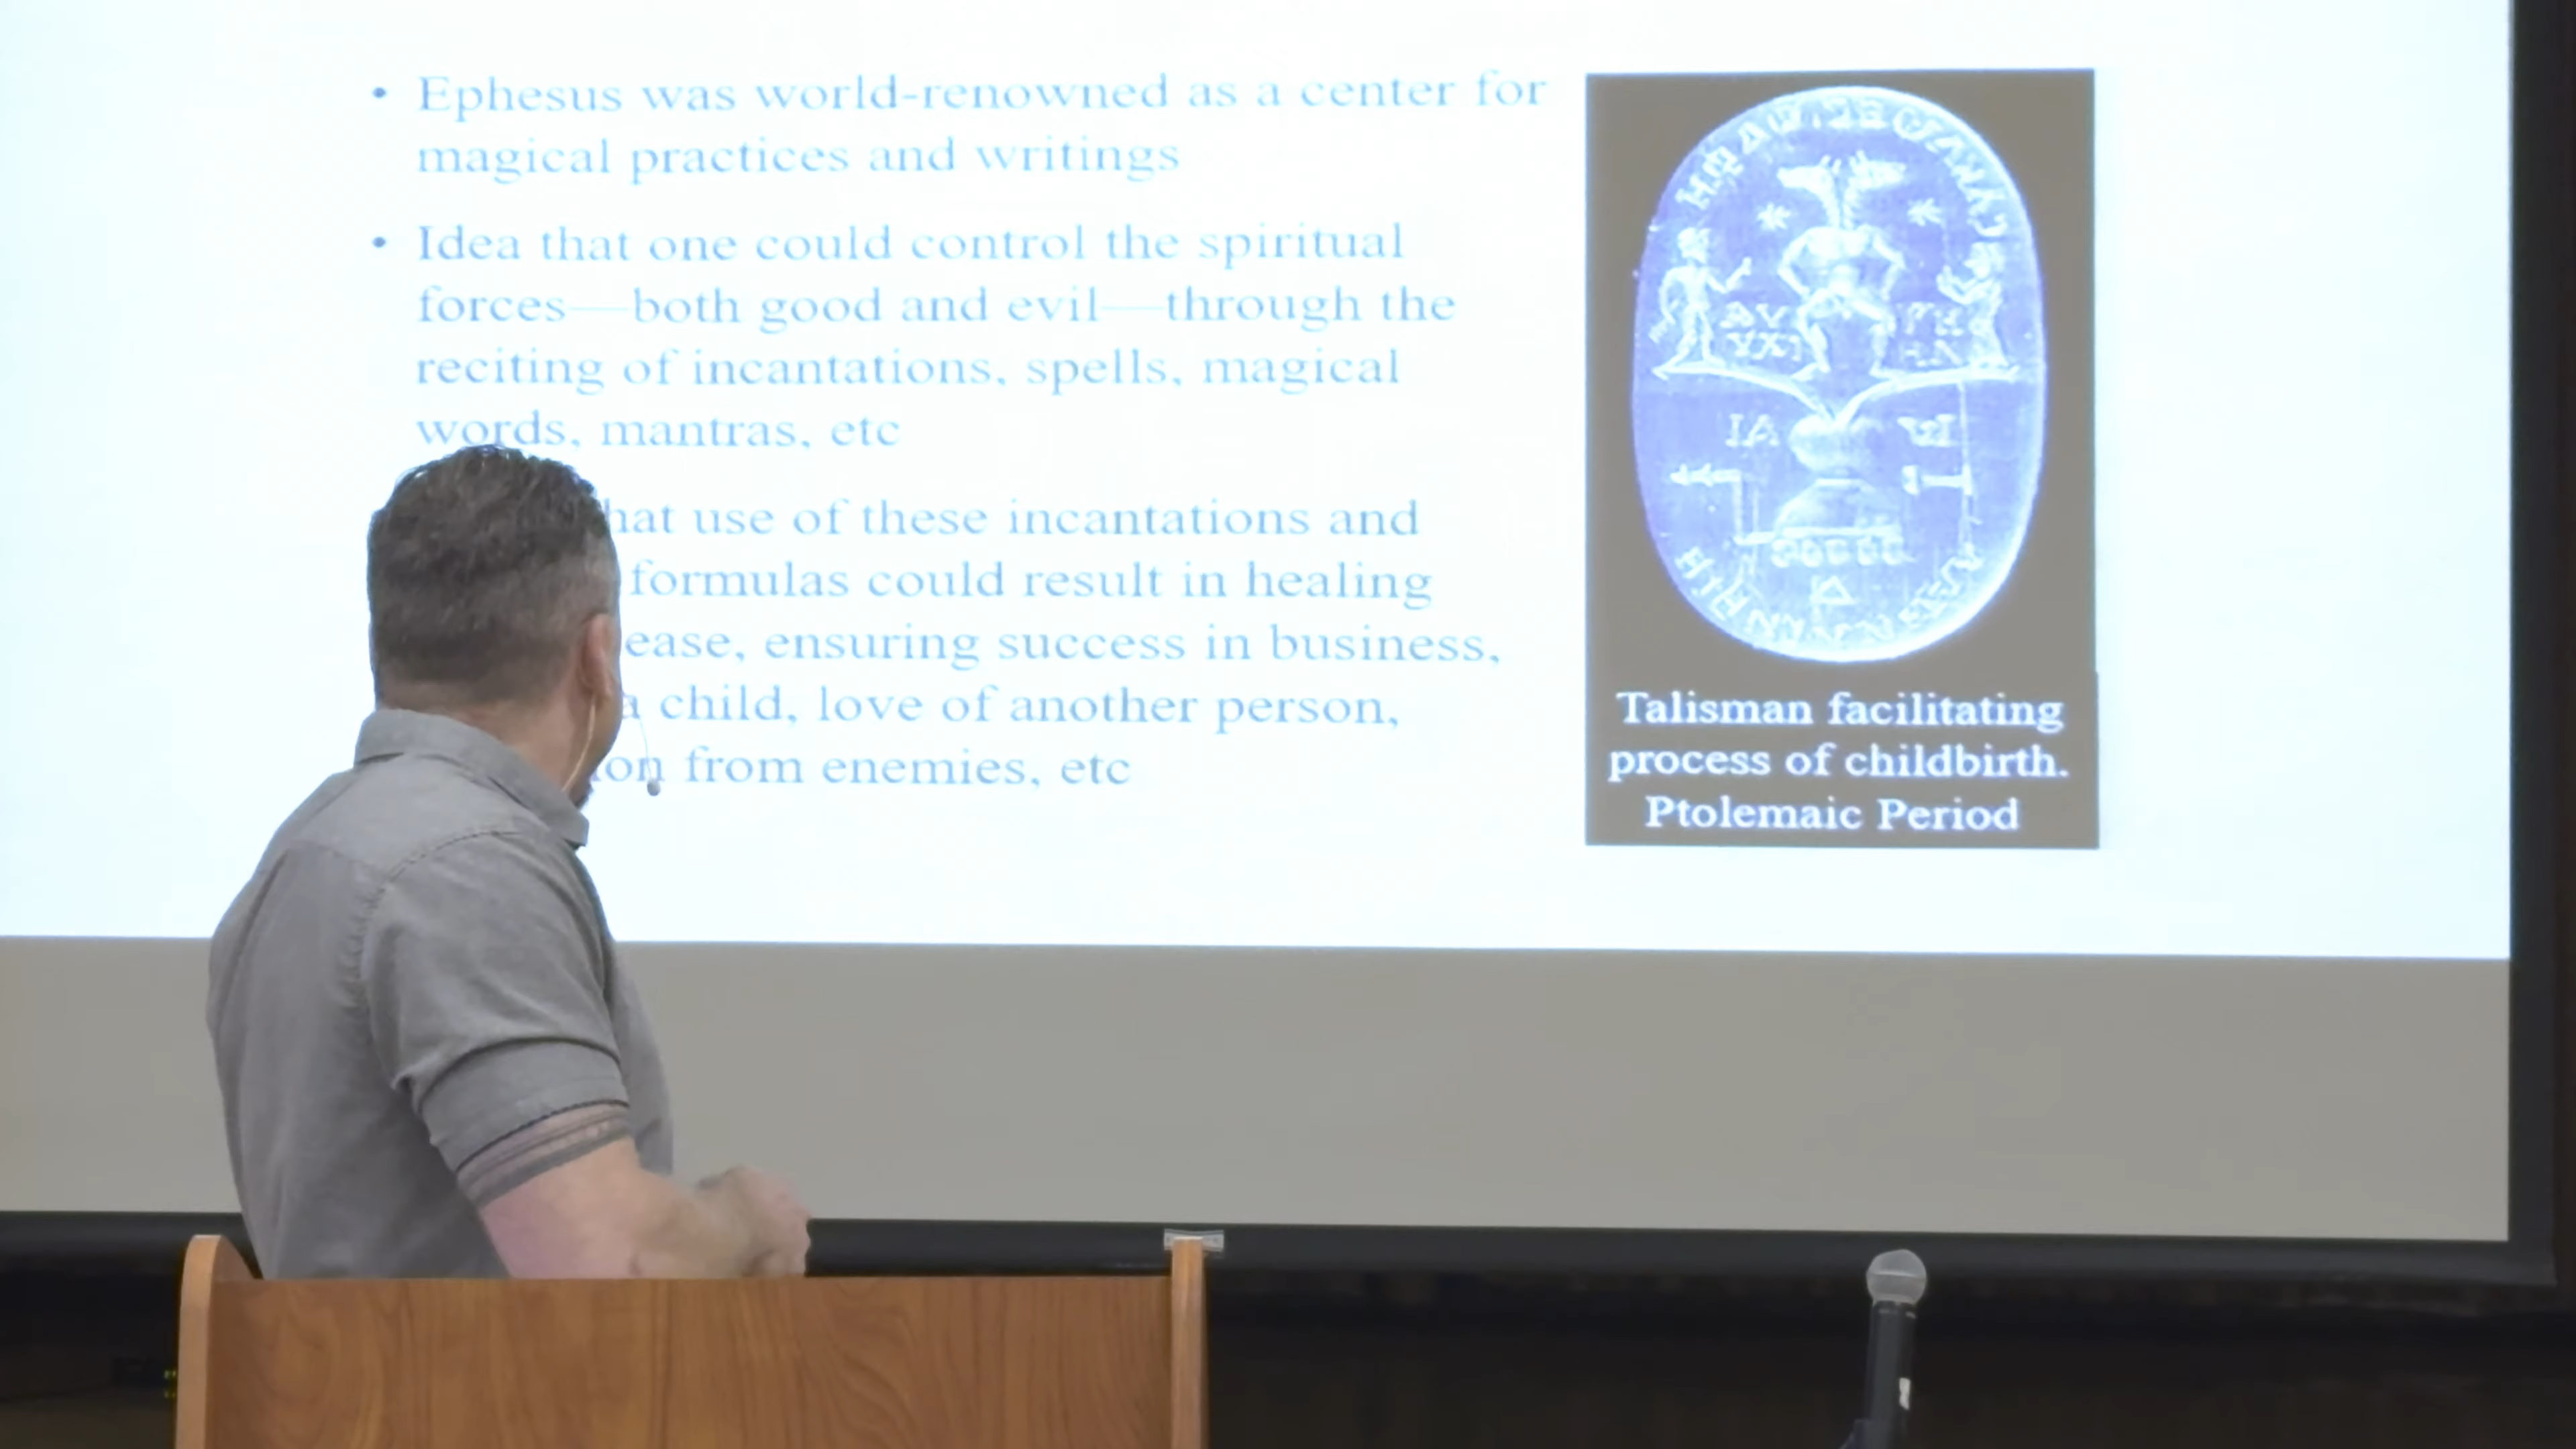 • Ephesus was world-renowned as a center for
magical practices and writings
• Idea that one could control the spiritual
forces—both good and evil—through the
reciting of incantations, spells, magical
words, mantras, etc
use of these incantations and
formulas could result in healing
ensuring success in business,
a child, love of another person,
from enemies, etc
Talisman facilitating
process of childbirth.
Ptolemaic Period